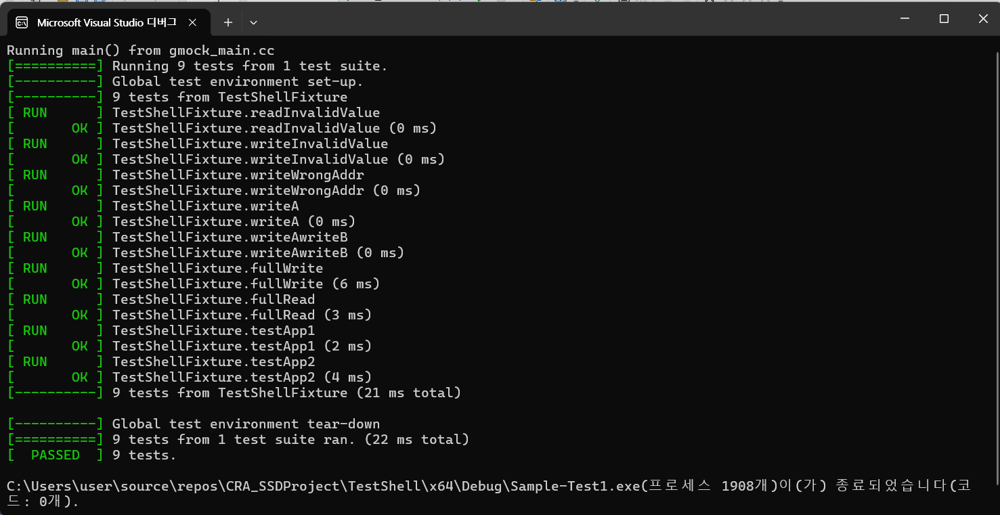 Microsoft Visual Studio 디버그
Running main() from gmock_main.cc
[==========] Running 9 tests from 1 test suite.
[----------] Global test environment set-up.
[----------] 9 tests from TestShellFixture
[ RUN      ] TestShellFixture.readInvalidValue
[       OK ] TestShellFixture.readInvalidValue (0 ms)
[ RUN      ] TestShellFixture.writeInvalidValue
[       OK ] TestShellFixture.writeInvalidValue (0 ms)
[ RUN      ] TestShellFixture.writeWrongAddr
[       OK ] TestShellFixture.writeWrongAddr (0 ms)
[ RUN      ] TestShellFixture.writeA
[       OK ] TestShellFixture.writeA (0 ms)
[ RUN      ] TestShellFixture.writeAwriteB
[       OK ] TestShellFixture.writeAwriteB (0 ms)
[ RUN      ] TestShellFixture.fullWrite
[       OK ] TestShellFixture.fullWrite (6 ms)
[ RUN      ] TestShellFixture.fullRead
[       OK ] TestShellFixture.fullRead (3 ms)
[ RUN      ] TestShellFixture.testApp1
[       OK ] TestShellFixture.testApp1 (2 ms)
[ RUN      ] TestShellFixture.testApp2
[       OK ] TestShellFixture.testApp2 (4 ms)
[----------] 9 tests from TestShellFixture (21 ms total)
[----------] Global test environment tear-down
[==========] 9 tests from 1 test suite ran. (22 ms total)
[  PASSED  ] 9 tests.
C:\Users\user\source\repos\CRA_SSDProject\TestShell\x64\Debug\Sample-Test1.exe(프로세스 1908개)이(가) 종료되었습니다(코
드: 0개).